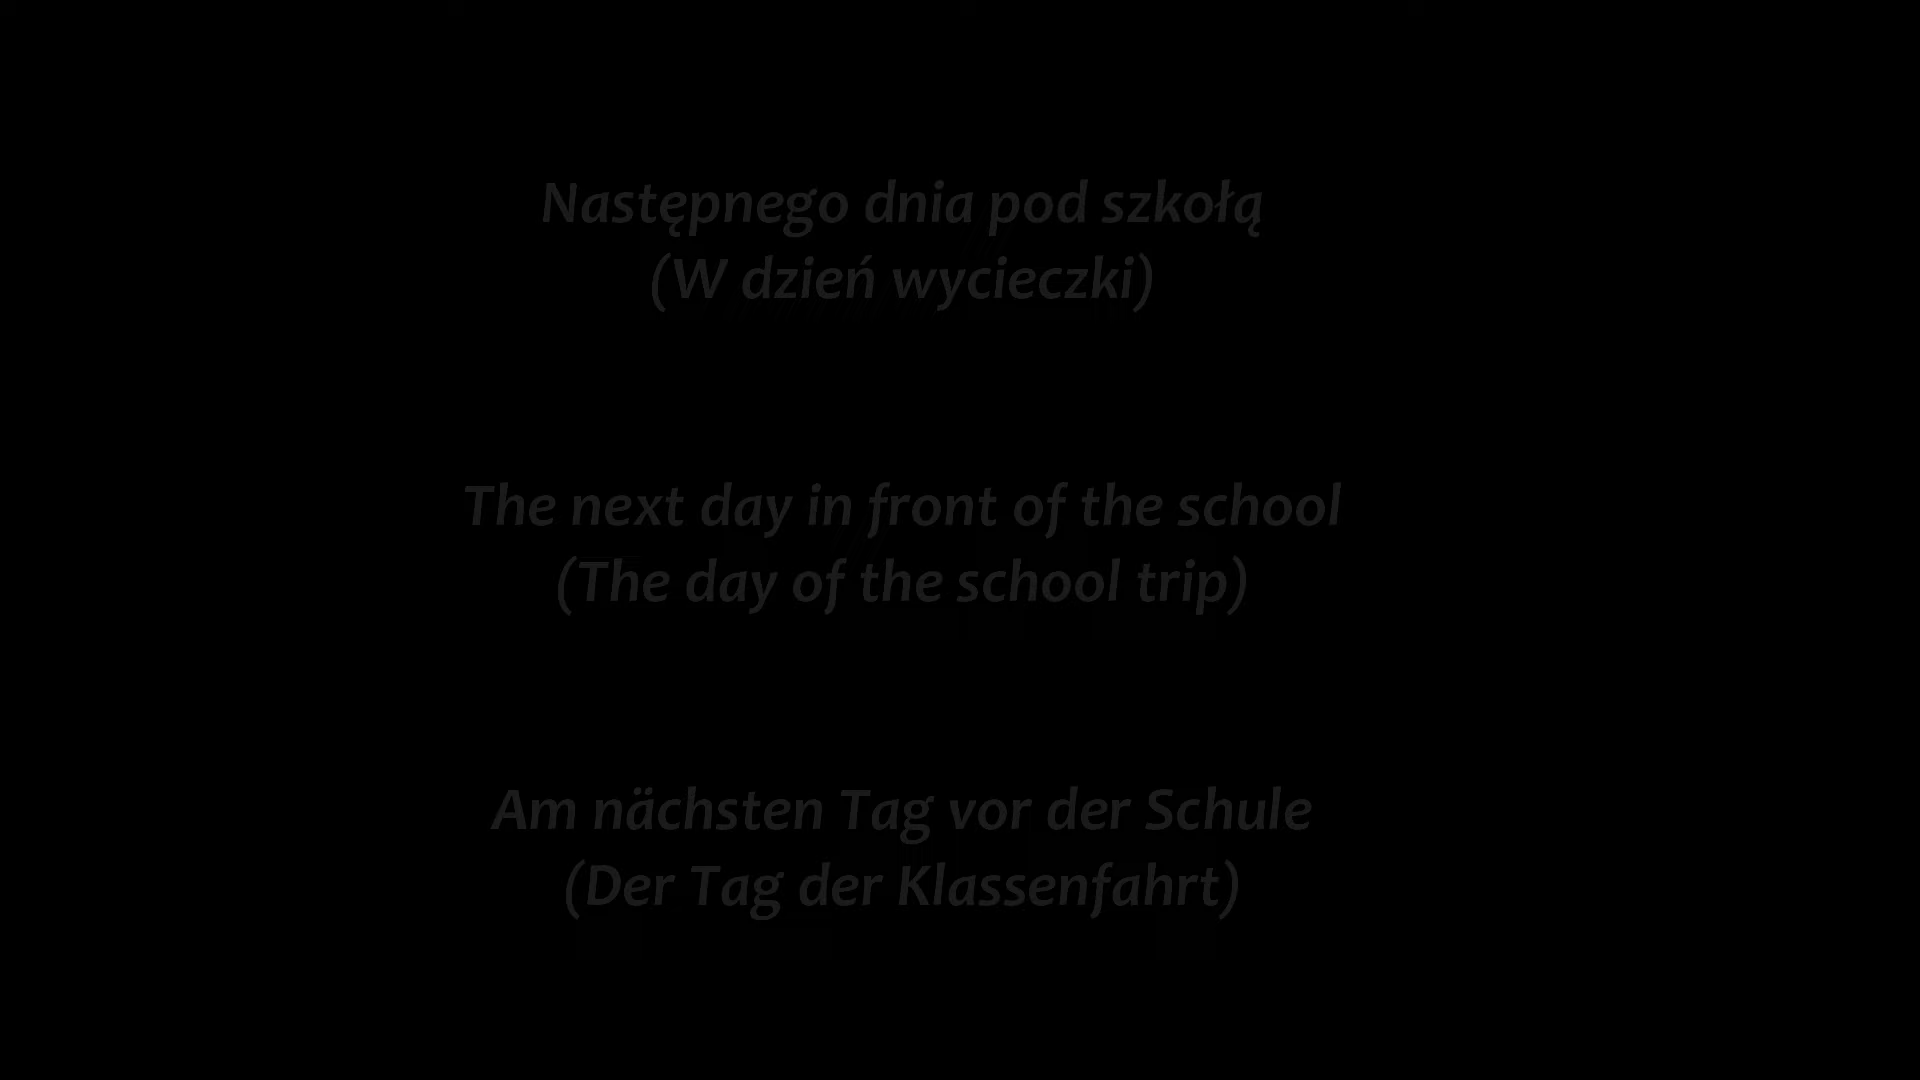 Następnego dnia pod szkołą
(W dzień wycieczki)
The next day in front of the school
(The day of the school trip)
Am nächsten Tag vor der Schule
(Der Tag der Klassenfahrt)